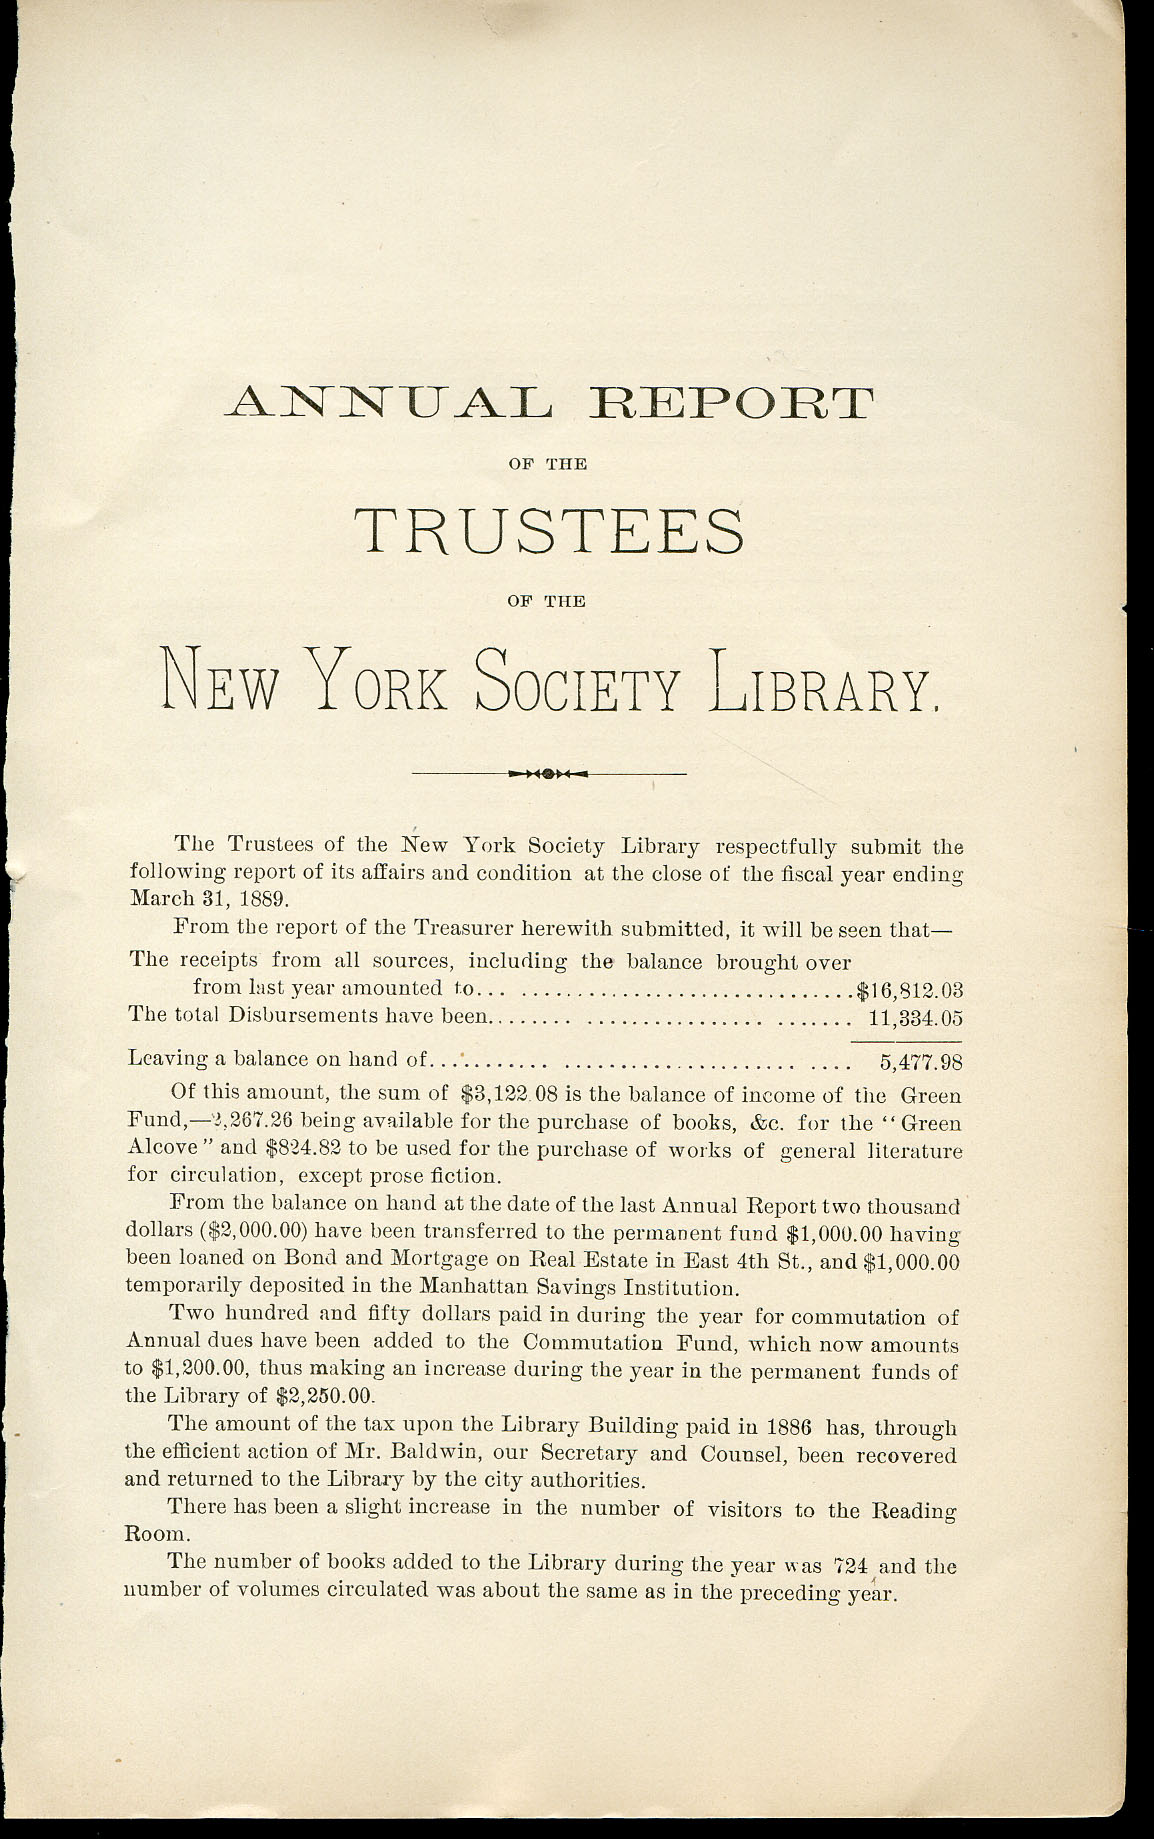 ANNUAL REPORT
OF THE
TRUSTEES
OF THE
NEW YORK SOCIETY LIBRARY.
The Trustees of the New York Society Library respectfully submit the
following report of its affairs and condition at the close of the fiscal year ending
March 31, 1889.
From the report of the Treasurer herewith submitted, it will be seen that—
The receipts from all sources, including the balance brought over
from last year amounted to... ................................$16,812.03
The total Disbursements have been........ ................. ....... 11,334.05
Leaving a balance on hand of............ ...................... .... 5,477.98
Of this amount, the sum of $3,122.08 is the balance of income of the Green
Fund,—2,267.26 being available for the purchase of books, &c. for the "Green
Alcove" and $824.82 to be used for the purchase of works of general literature
for circulation, except prose fiction.
From the balance on hand at the date of the last Annual Report two thousand
dollars ($2,000.00) have been transferred to the permanent fund $1,000.00 having
been loaned on Bond and Mortgage on Real Estate in East 4th St., and $1,000.00
temporarily deposited in the Manhattan Savings Institution.
Two hundred and fifty dollars paid in during the year for commutation of
Annual dues have been added to the Commutation Fund, which now amounts
to $1,200.00, thus making an increase during the year in the permanent funds of
the Library of $2,250.00.
The amount of the tax upon the Library Building paid in 1886 has, through
the efficient action of Mr. Baldwin, our Secretary and Counsel, been recovered
and returned to the Library by the city authorities.
There has been a slight increase in the number of visitors to the Reading
Room.
The number of books added to the Library during the year was 724 and the
number of volumes circulated was about the same as in the preceding year.